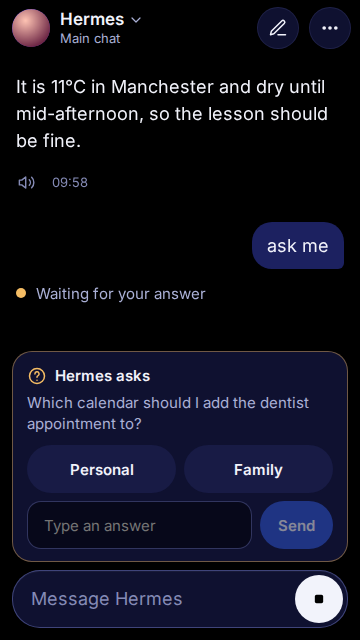 Hermes
Main chat
It is 11°C in Manchester and dry until
mid-afternoon, so the lesson should
be fine.
09:58
ask me
Waiting for your answer
Hermes asks
Which calendar should I add the dentist
appointment to?
Personal
Family
Type an answer
Send
Message Hermes